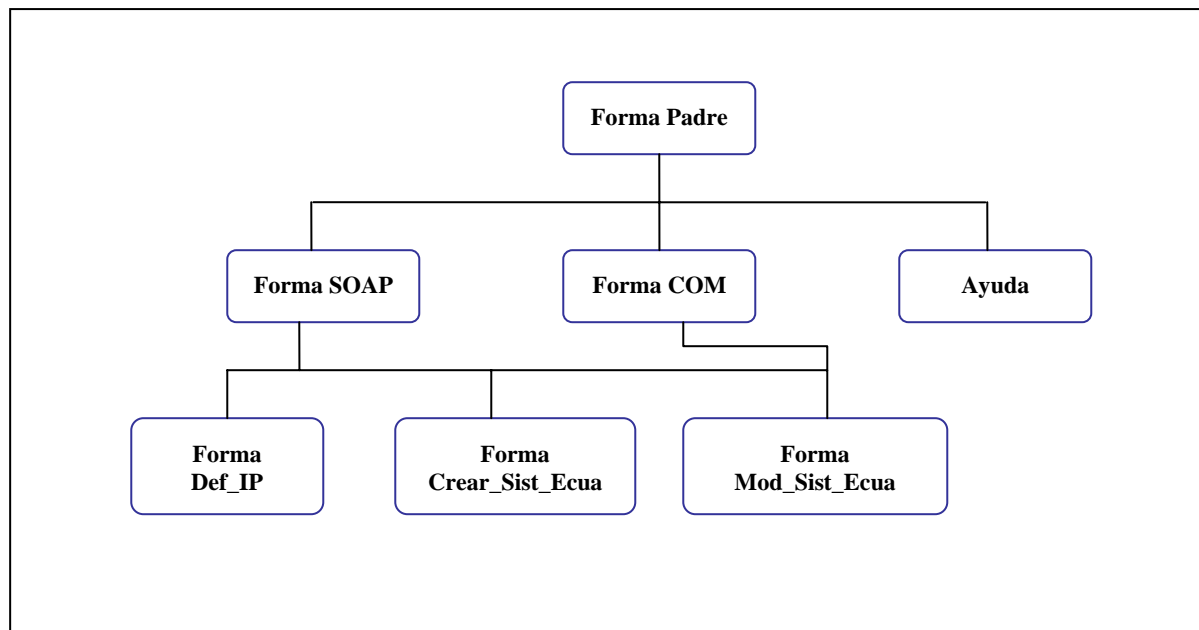 Forma Padre
Forma SOAP
Forma COM
Ayuda
Forma
Def_IP
Forma
Crear_Sist_Ecua
Forma
Mod_Sist_Ecua